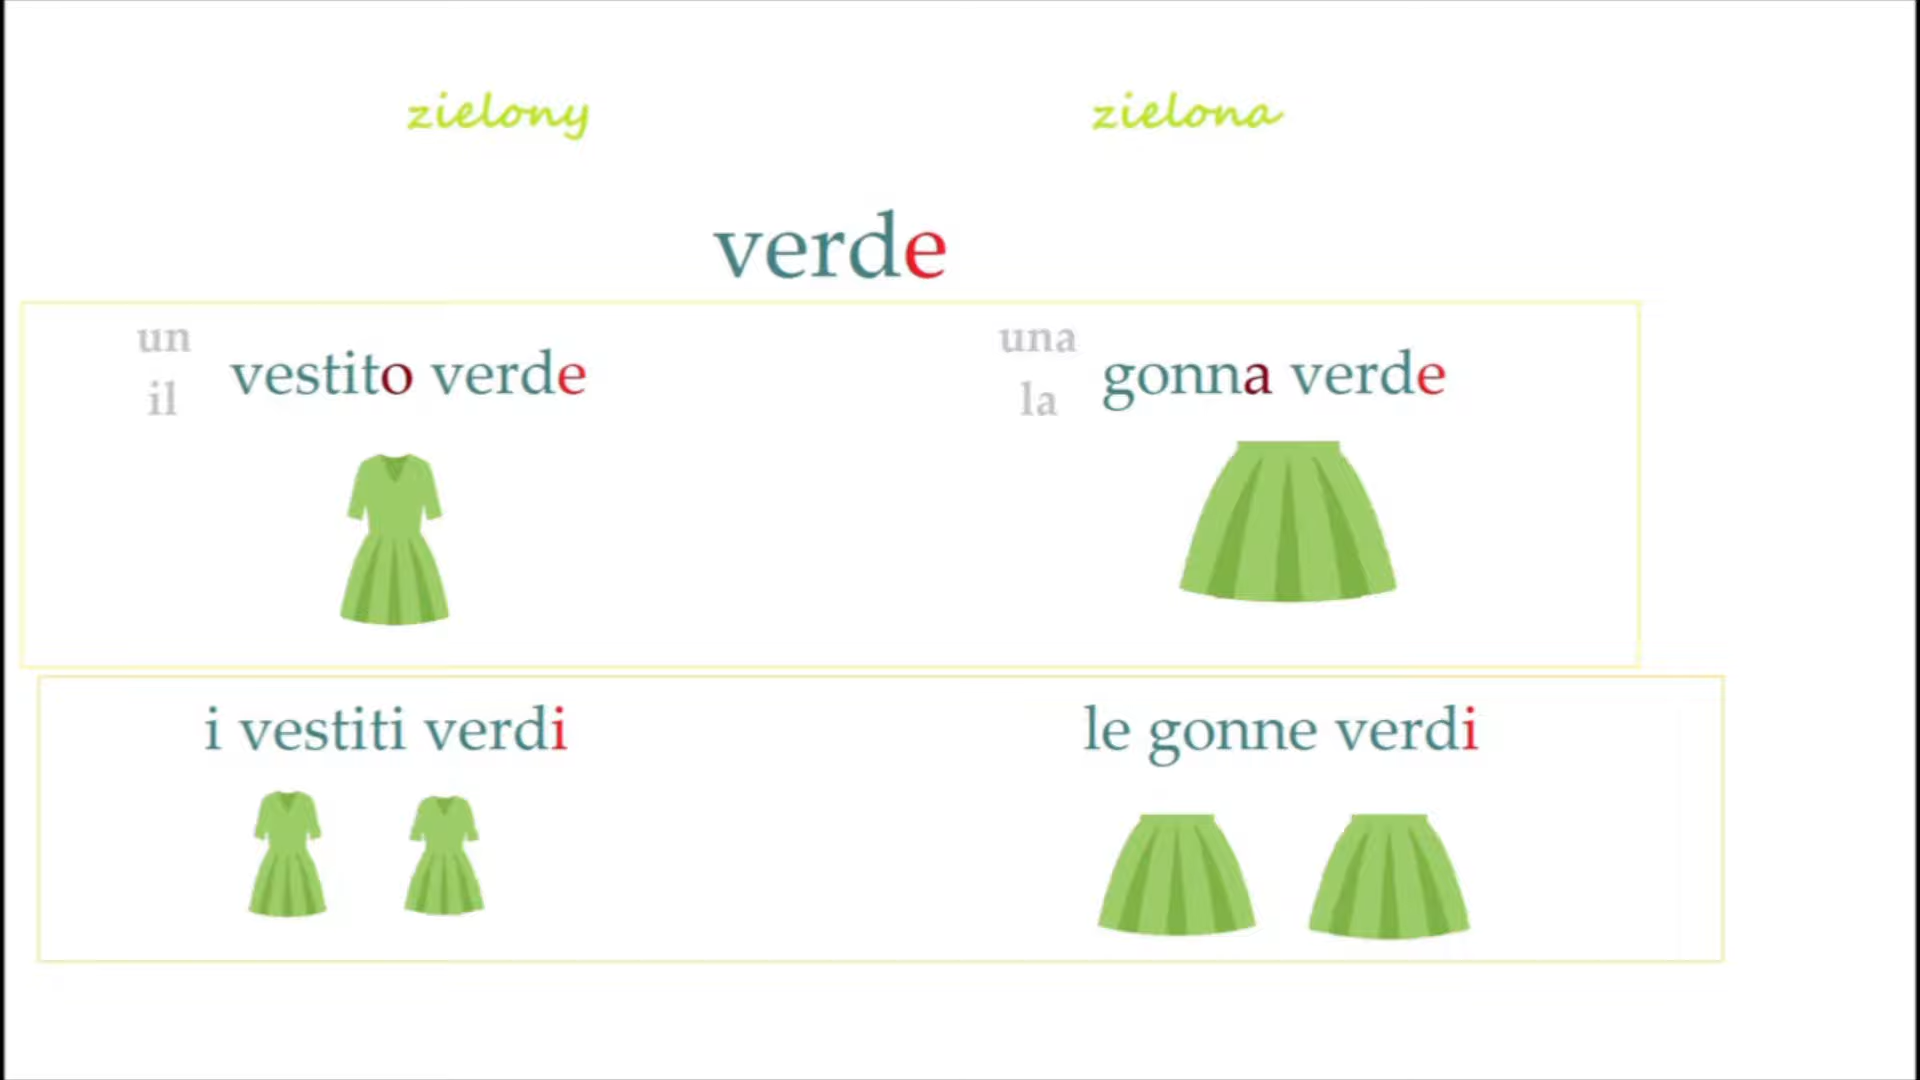 zielony zielona
verde
un
il
vestito verde
una
la
gonna verde
i vestiti verdi
le gonne verdi